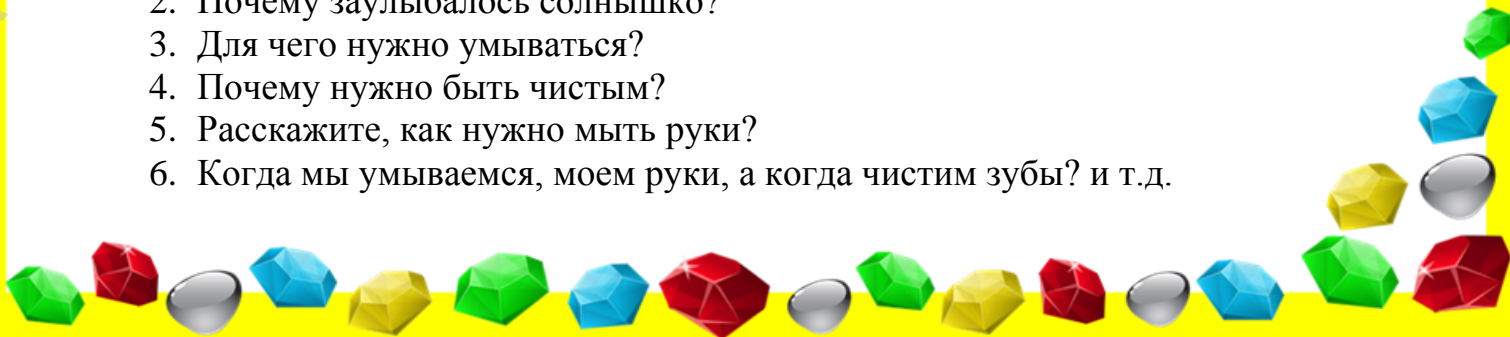 2. Почему заулыбалось солнышко?
3. Для чего нужно умываться?
4. Почему нужно быть чистым?
5. Расскажите, как нужно мыть руки?
6. Когда мы умываемся, моем руки, а когда чистим зубы? и т.д.